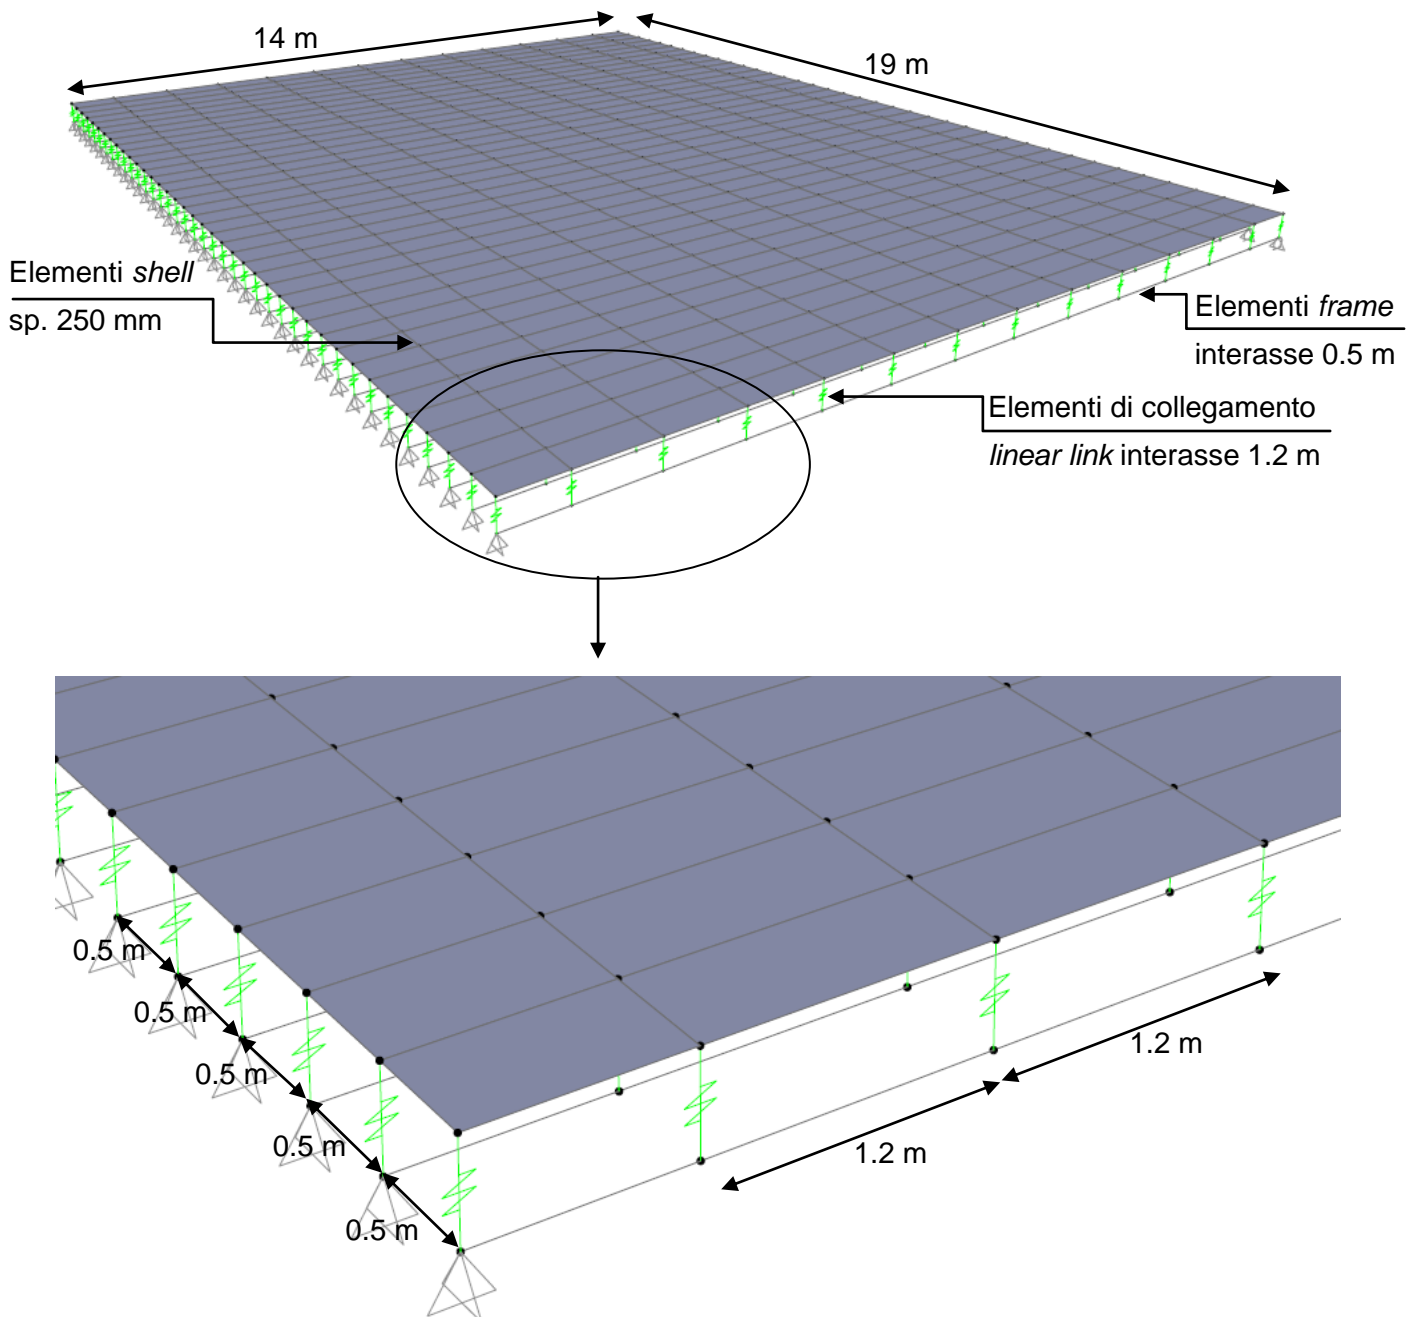 14 m
19 m
Elementi shell
sp. 250 mm
Elementi frame
interasse 0.5 m
Elementi di collegamento
linear link interasse 1.2 m
0.5 m
0.5 m
0.5 m
0.5 m
0.5 m
1.2 m
1.2 m